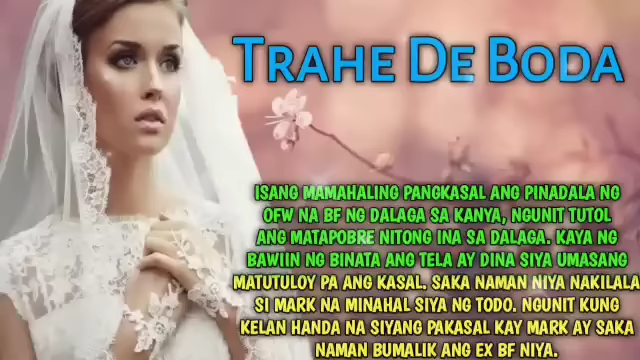 TRAHE DE BODA
ISANG MAMAHALING PANGKASAL ANG PINADALA NG
OFW NA BF NG DALAGA SA KANYA, NGUNIT TUTOL
ANG MATAPOBRE NITONG INA SA DALAGA. KAYA NG
BAWIIN NG BINATA ANG TELA AY DINA SIYA UMASANG
MATUTULOY PA ANG KASAL. SAKA NAMAN NIYA NAKILALA
SI MARK NA MINAHAL SIYA NG TODO. NGUNIT KUNG
KELAN HANDA NA SIYANG PAKASAL KAY MARK AY SAKA
NAMAN BUMALIK ANG EX BF NIYA.